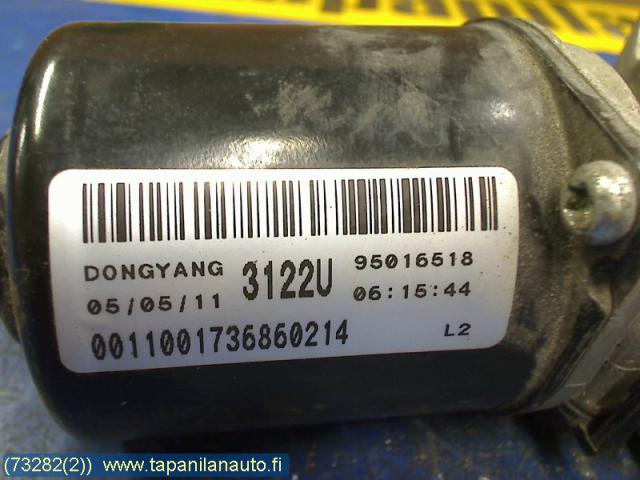 DONGYANG 3122U 95016518
05/05/11 06:15:44
0011001736860214 L2
(73282(2)) www.tapanilanauto.fi